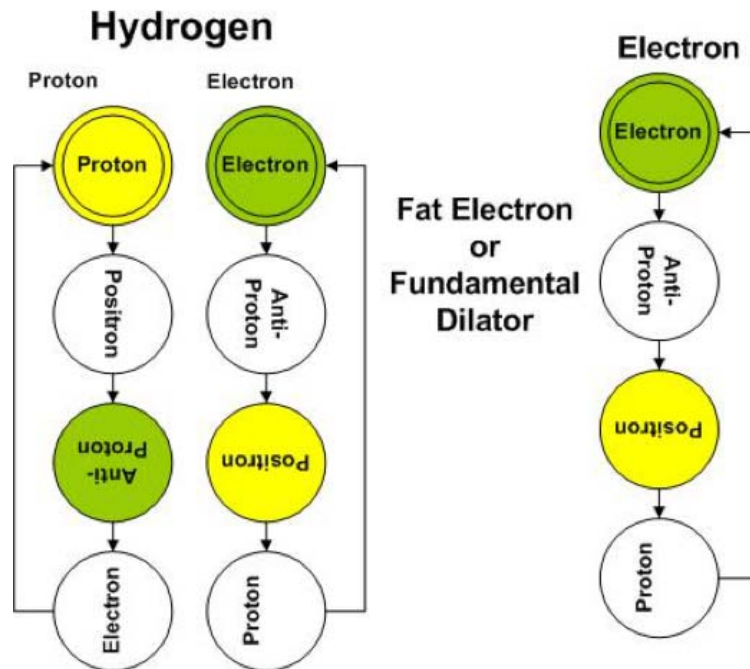 Hydrogen
Proton
Electron
Proton
Positron
Anti-
Proton
Electron
Electron
Anti-
Proton
Positron
Proton
Fat Electron
or
Fundamental
Dilator
Electron
Electron
Anti-
Proton
Positron
Proton